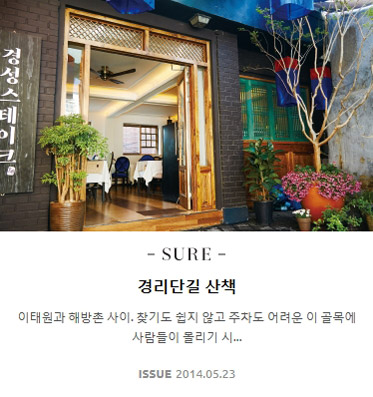 경성스테이크
- SURE -
경리단길 산책
이태원과 해방촌 사이. 찾기도 쉽지 않고 주차도 어려운 이 골목에
사람들이 몰리기 시...
ISSUE 2014.05.23